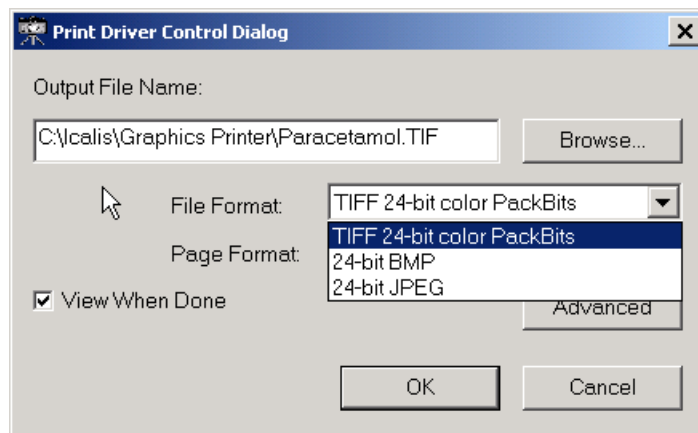 Print Driver Control Dialog
Output File Name:
C:\Icalis\Graphics Printer\Paracetamol.TIF
Browse...
File Format:
TIFF 24-bit color PackBits
TIFF 24-bit color PackBits
Page Format:
24-bit BMP
24-bit JPEG
View When Done
Advanced
OK
Cancel